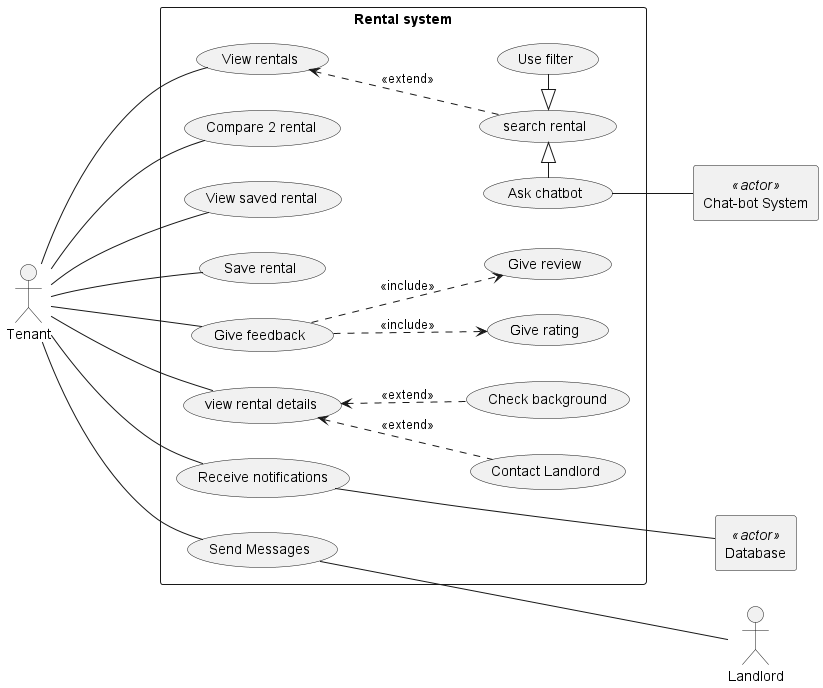 Rental system
View rentals
«extend»
Use filter
search rental
Compare 2 rental
Ask chatbot
«actor»
Chat-bot System
View saved rental
Save rental
Give review
«include»
Tenant
Give feedback
«include»
Give rating
view rental details
«extend»
Check background
«extend»
Contact Landlord
Receive notifications
«actor»
Database
Send Messages
Landlord